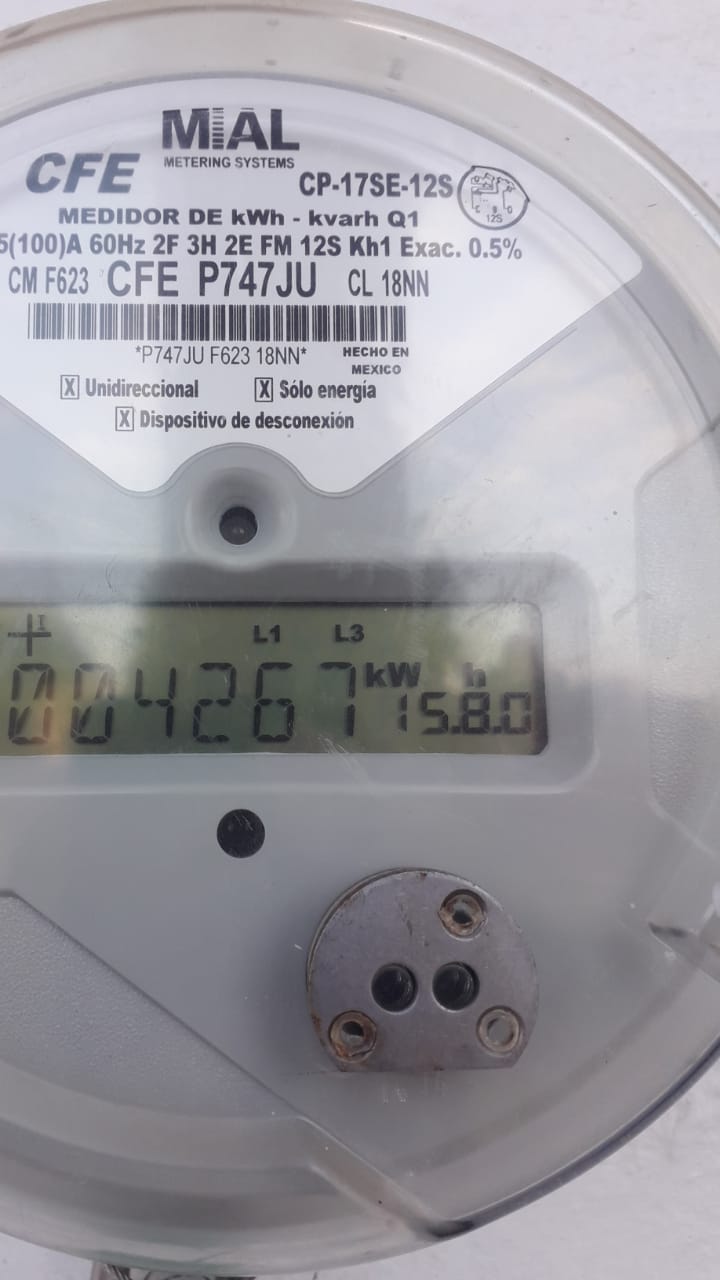 MIAL
METERING SYSTEMS
CFE
CP-17SE-12S
12S
MEDIDOR DE kWh - kvarh Q1
5(100)A 60Hz 2F 3H 2E FM 12S Kh1 Exac. 0.5%
CM F623 CFE P747JU CL 18NN
*P747JU F623 18NN*
HECHO EN
MEXICO
X Unidireccional X Sólo energía
X Dispositivo de desconexión
L1 L3
004267 kW h
15.8.0